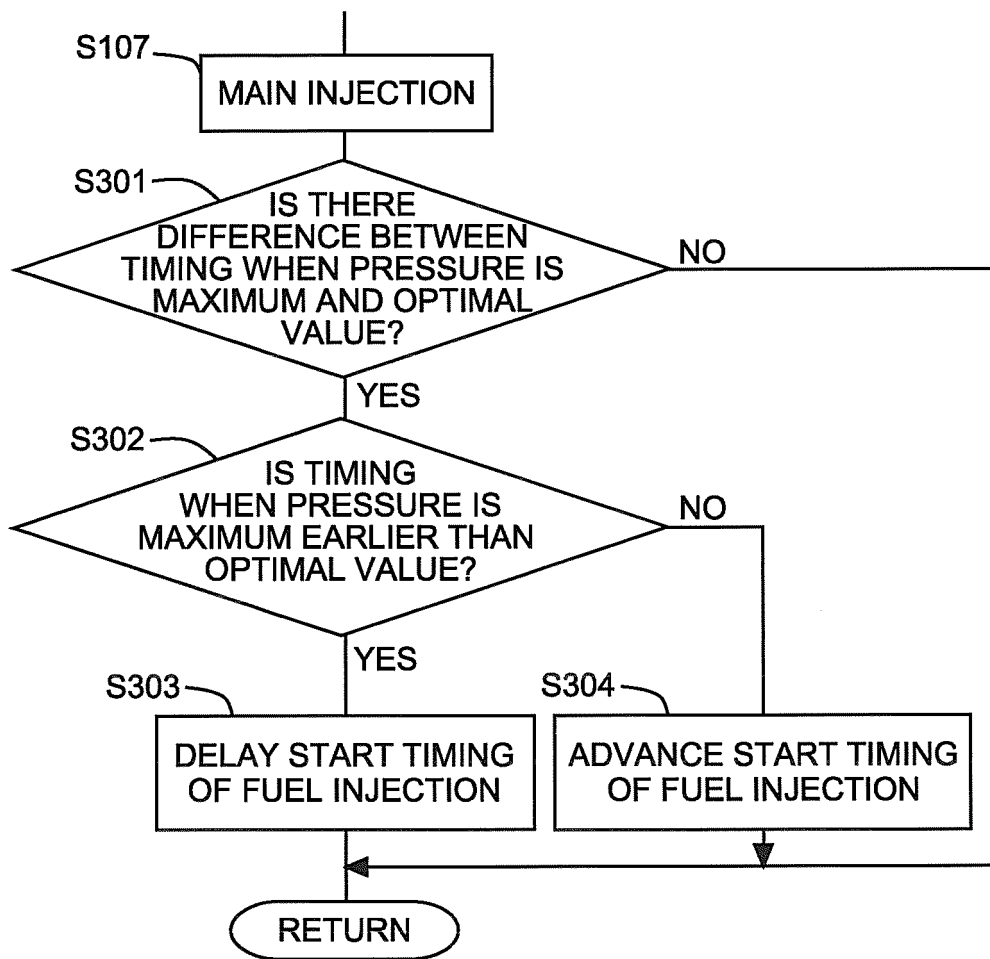 S107
MAIN INJECTION
S301
IS THERE
DIFFERENCE BETWEEN
TIMING WHEN PRESSURE IS
MAXIMUM AND OPTIMAL
VALUE?
NO
YES
S302
IS TIMING
WHEN PRESSURE IS
MAXIMUM EARLIER THAN
OPTIMAL VALUE?
NO
YES
S303
DELAY START TIMING
OF FUEL INJECTION
S304
ADVANCE START TIMING
OF FUEL INJECTION
RETURN